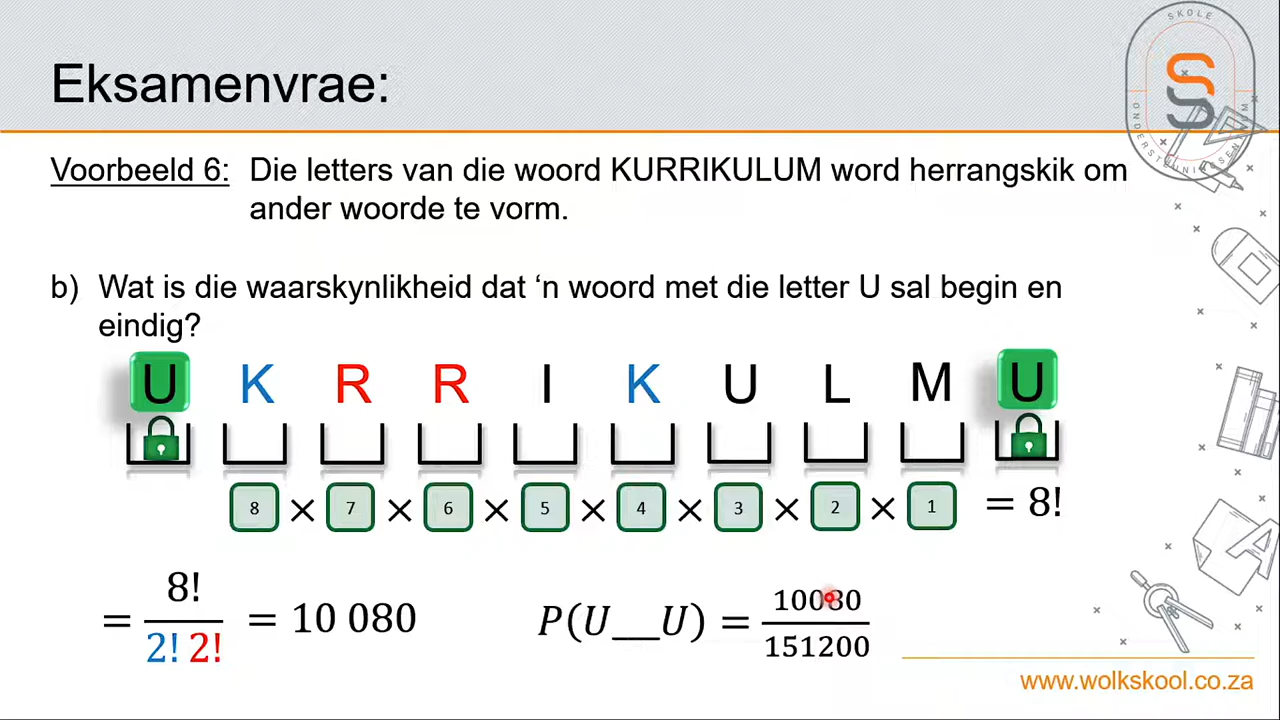 SKOLE
ONDERSTEUNINGSSENTRUM
Eksamenvrae:
Voorbeeld 6: Die letters van die woord KURRIKULUM word herrangskik om
ander woorde te vorm.
b) Wat is die waarskynlikheid dat ‘n woord met die letter U sal begin en
eindig?
U K R R I K U L M U
8 × 7 × 6 × 5 × 4 × 3 × 2 × 1 = 8!
= 8! / 2! 2! = 10 080
P(U__U) = 10080 / 151200
www.wolkskool.co.za